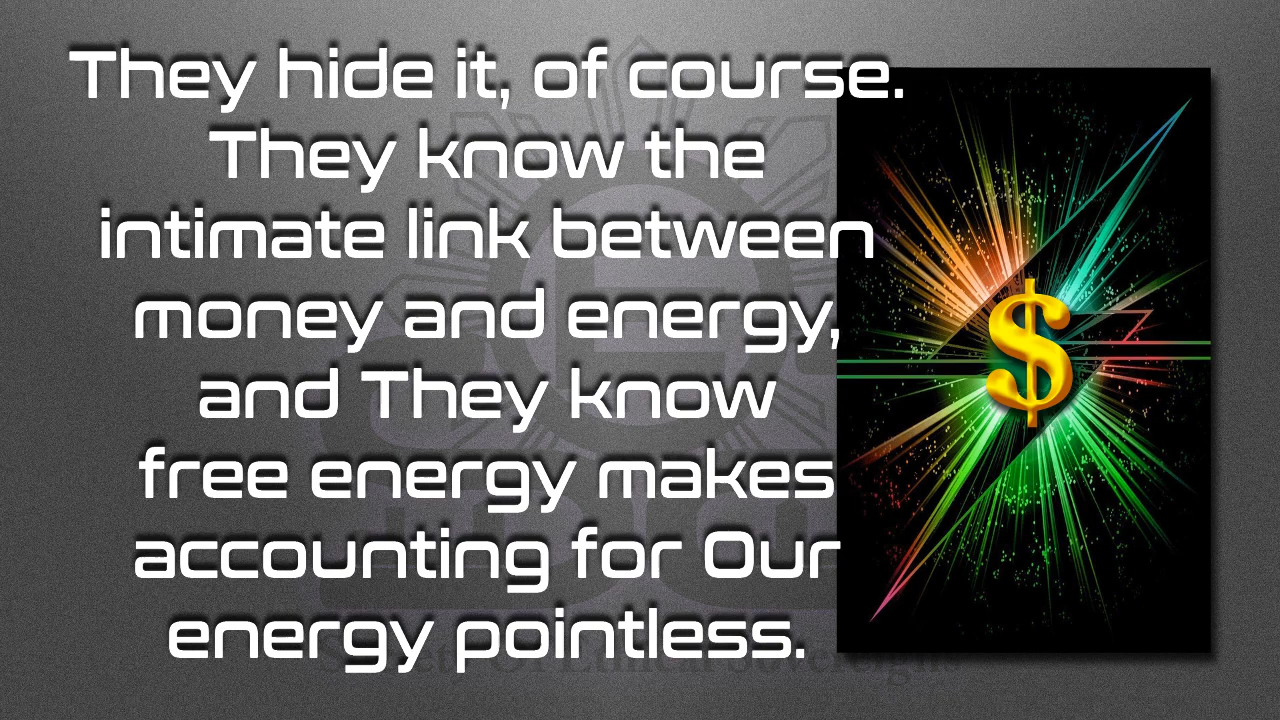 They hide it, of course.
They know the
intimate link between
money and energy,
and They know
free energy makes
accounting for Our
energy pointless.
$